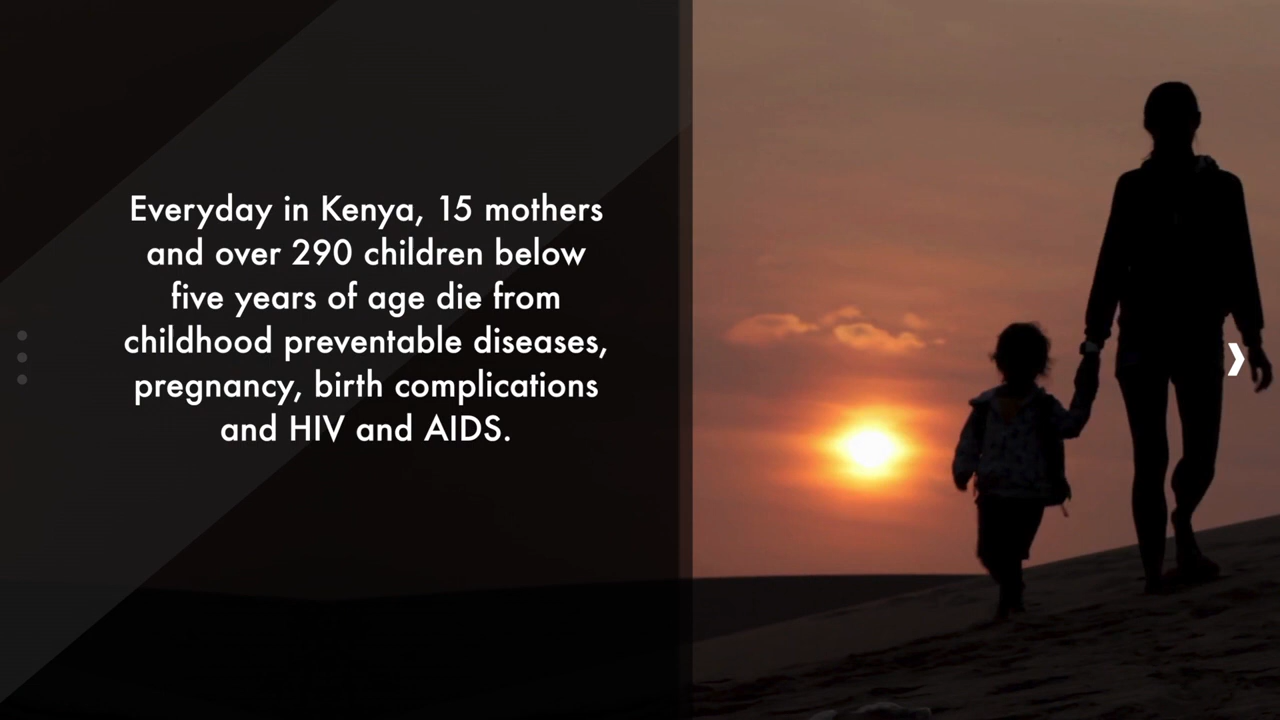 Everyday in Kenya, 15 mothers
and over 290 children below
five years of age die from
childhood preventable diseases,
pregnancy, birth complications
and HIV and AIDS.